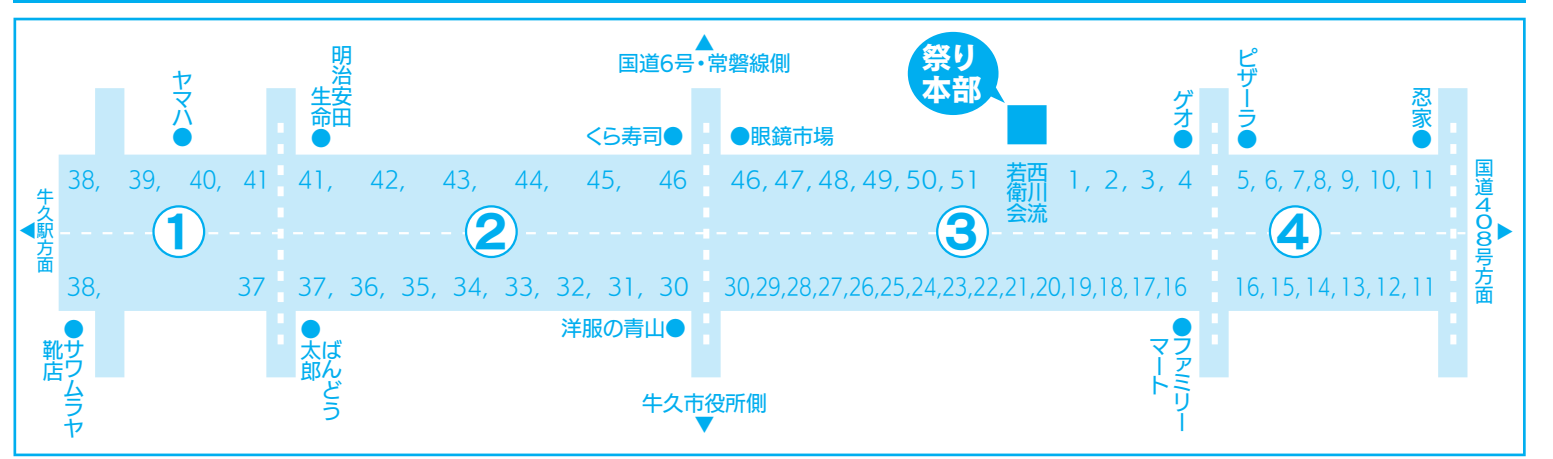 国道6号・常磐線側
祭り
本部
ヤマハ
明治安田
生命
くら寿司
眼鏡市場
ゲオ
ピザーラ
忍家
38, 39, 40, 41
41, 42, 43, 44, 45, 46
46, 47, 48, 49, 50, 51
西川流
若衛会
1, 2, 3, 4
5, 6, 7,8, 9, 10, 11
牛久駅方面
①
②
③
④
国道408号方面
38, 37
37, 36, 35, 34, 33, 32, 31, 30
30,29,28,27,26,25,24,23,22,21,20,19,18,17,16
16, 15, 14, 13, 12, 11
サワムラヤ
靴店
ばんどう
太郎
洋服の青山
ファミリー
マート
牛久市役所側